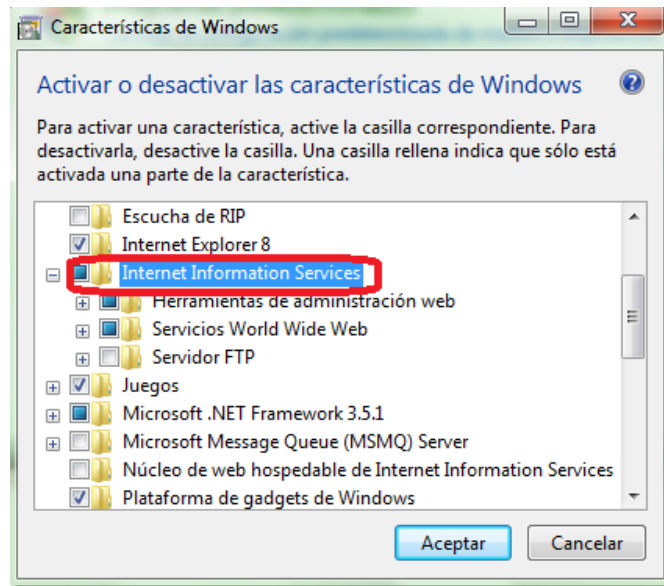 Características de Windows
Activar o desactivar las características de Windows
Para activar una característica, active la casilla correspondiente. Para
desactivarla, desactive la casilla. Una casilla rellena indica que sólo está
activada una parte de la característica.
Escucha de RIP
Internet Explorer 8
Internet Information Services
Herramientas de administración web
Servicios World Wide Web
Servidor FTP
Juegos
Microsoft .NET Framework 3.5.1
Microsoft Message Queue (MSMQ) Server
Núcleo de web hospedable de Internet Information Services
Plataforma de gadgets de Windows
Aceptar
Cancelar